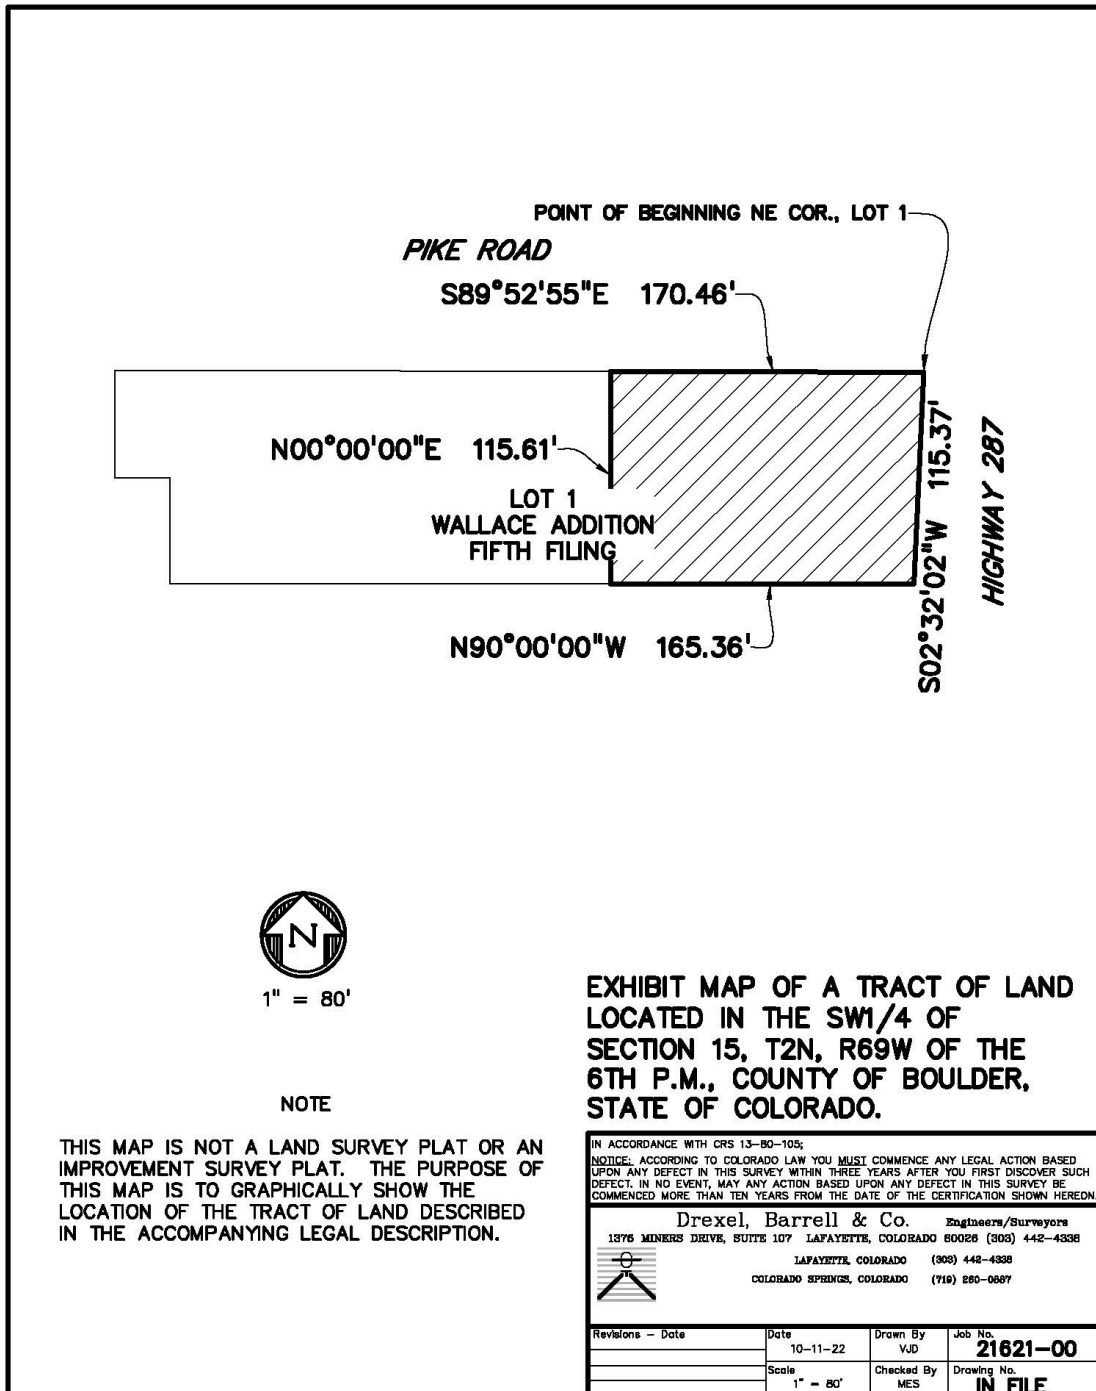 POINT OF BEGINNING NE COR., LOT 1
PIKE ROAD
S89°52'55"E 170.46'
N00°00'00"E 115.61'
LOT 1
WALLACE ADDITION
FIFTH FILING
S02°32'02"W 115.37'
HIGHWAY 287
N90°00'00"W 165.36'
N
1" = 80'
NOTE
THIS MAP IS NOT A LAND SURVEY PLAT OR AN
IMPROVEMENT SURVEY PLAT. THE PURPOSE OF
THIS MAP IS TO GRAPHICALLY SHOW THE
LOCATION OF THE TRACT OF LAND DESCRIBED
IN THE ACCOMPANYING LEGAL DESCRIPTION.
EXHIBIT MAP OF A TRACT OF LAND
LOCATED IN THE SW1/4 OF
SECTION 15, T2N, R69W OF THE
6TH P.M., COUNTY OF BOULDER,
STATE OF COLORADO.
IN ACCORDANCE WITH CRS 13-80-105;
NOTICE: ACCORDING TO COLORADO LAW YOU MUST COMMENCE ANY LEGAL ACTION BASED
UPON ANY DEFECT IN THIS SURVEY WITHIN THREE YEARS AFTER YOU FIRST DISCOVER SUCH
DEFECT. IN NO EVENT, MAY ANY ACTION BASED UPON ANY DEFECT IN THIS SURVEY BE
COMMENCED MORE THAN TEN YEARS FROM THE DATE OF THE CERTIFICATION SHOWN HEREON.
Drexel, Barrell & Co. Engineers/Surveyors
1376 MINERS DRIVE, SUITE 107 LAFAYETTE, COLORADO 80026 (303) 442-4338
LAFAYETTE, COLORADO (303) 442-4338
COLORADO SPRINGS, COLORADO (719) 260-0887
Revisions - Date
Date
10-11-22
Drawn By
VJD
Job No.
21621-00
Scale
1" = 80'
Checked By
MES
Drawing No.
IN FILE